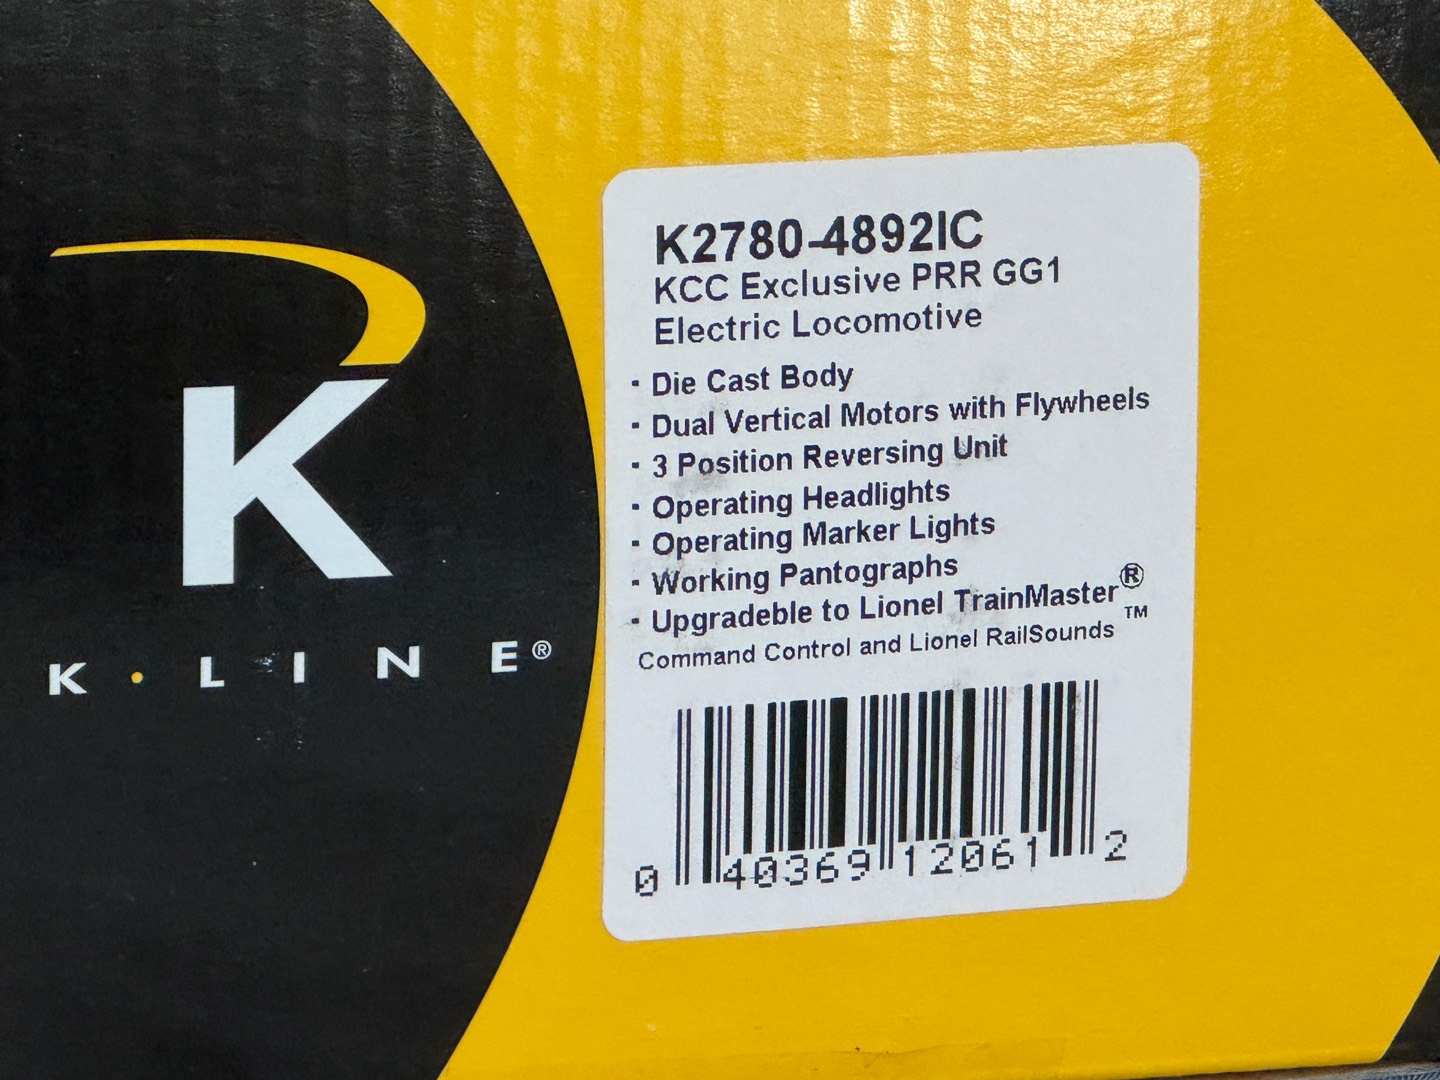 K
K·LINE®
K2780-4892IC
KCC Exclusive PRR GG1
Electric Locomotive
· Die Cast Body
· Dual Vertical Motors with Flywheels
· 3 Position Reversing Unit
· Operating Headlights
· Operating Marker Lights
· Working Pantographs
· Upgradeble to Lionel TrainMaster®
Command Control and Lionel RailSounds™
0 40369 12061 2